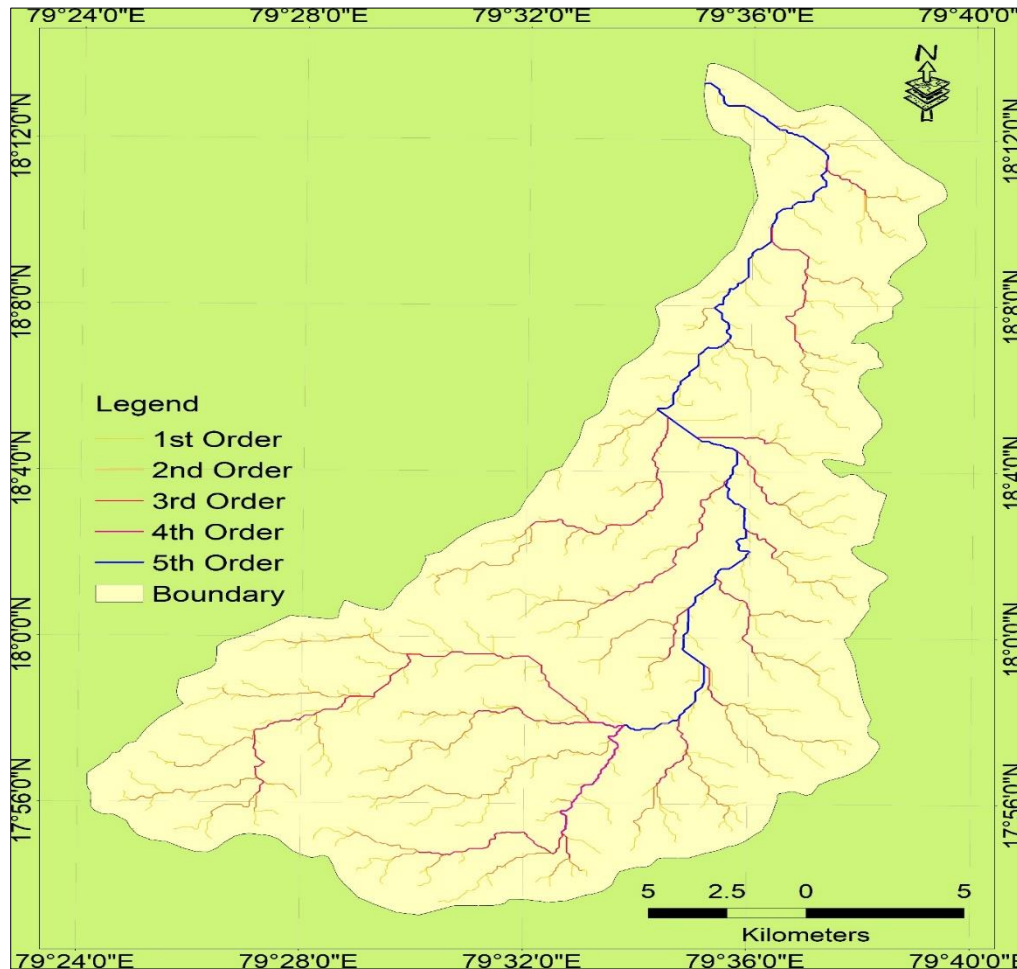 79°24'0"E 79°28'0"E 79°32'0"E 79°36'0"E 79°40'0"E
N
18°12'0"N 18°12'0"N
18°8'0"N 18°8'0"N
Legend
1st Order
2nd Order
3rd Order
4th Order
5th Order
Boundary
18°4'0"N 18°4'0"N
18°0'0"N 18°0'0"N
17°56'0"N 17°56'0"N
5 2.5 0 5
Kilometers
79°24'0"E 79°28'0"E 79°32'0"E 79°36'0"E 79°40'0"E